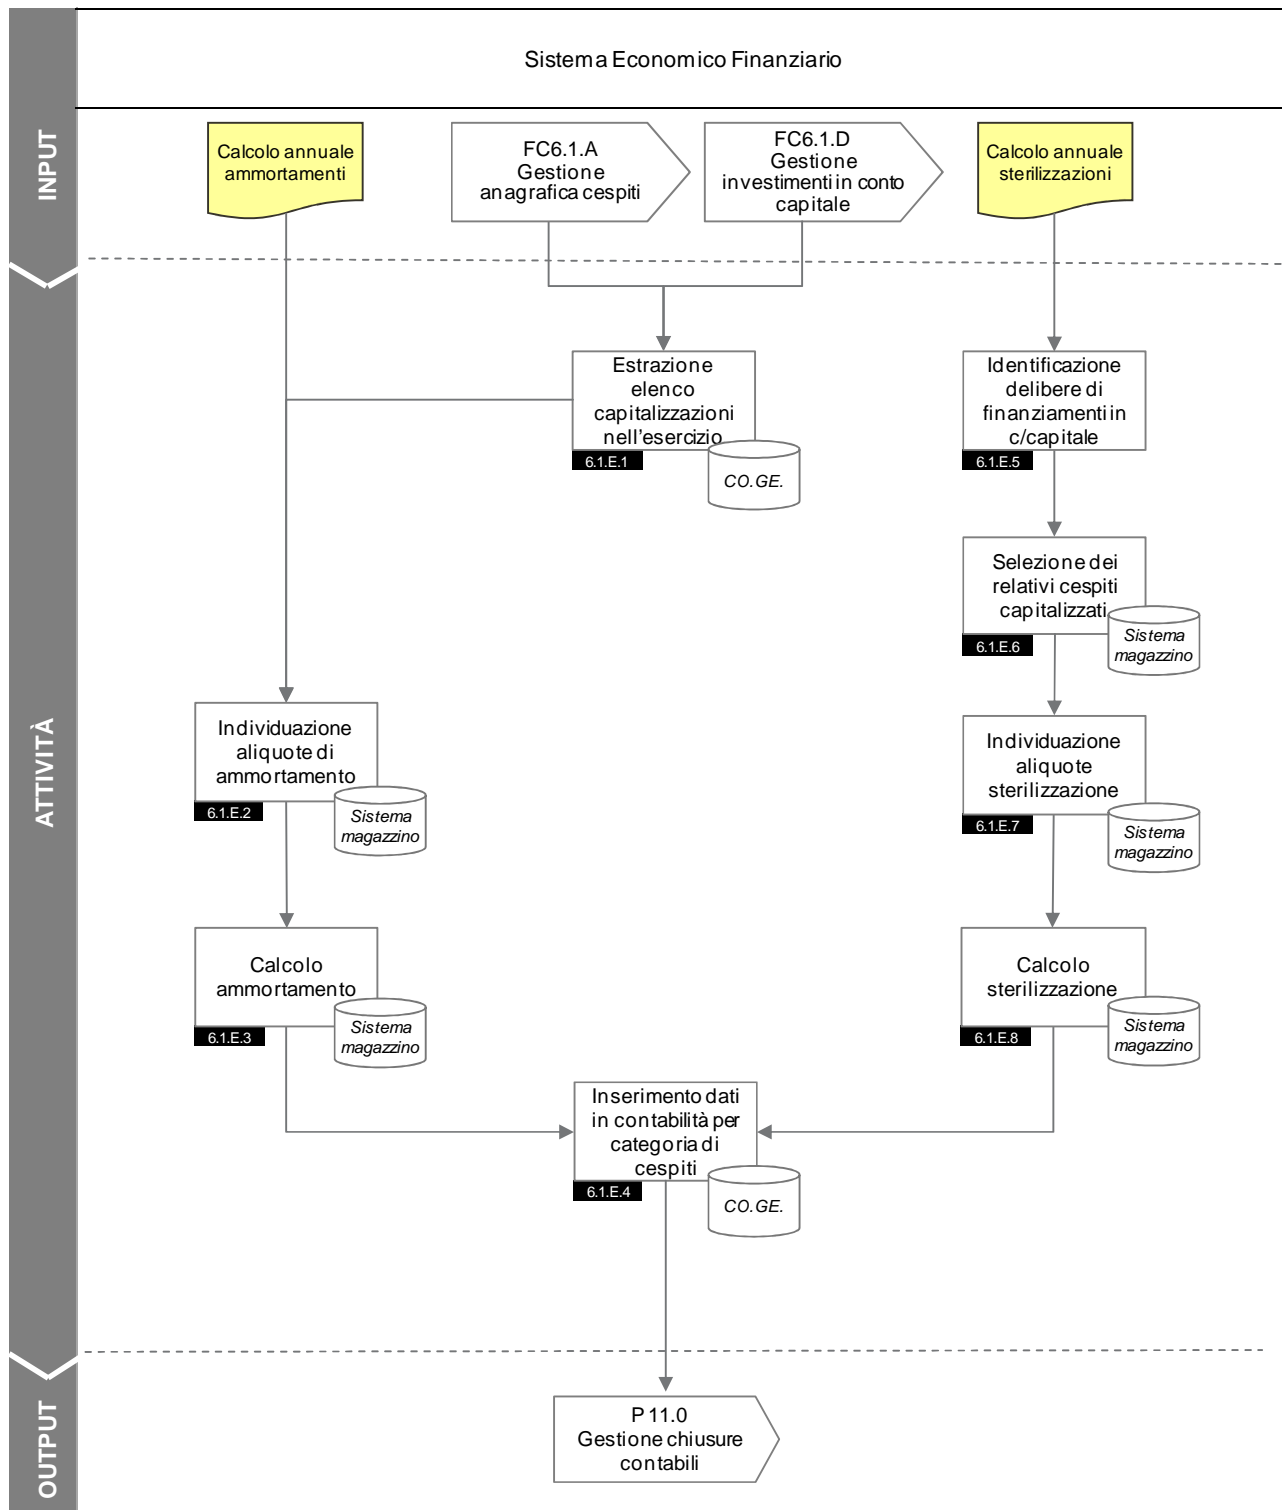 Sistema Economico Finanziario
INPUT
Calcolo annuale
ammortamenti
FC6.1.A
Gestione
anagrafica cespiti
FC6.1.D
Gestione
investimenti in conto
capitale
Calcolo annuale
sterilizzazioni
ATTIVITÀ
Estrazione
elenco
capitalizzazioni
nell'esercizio
6.1.E.1
CO.GE.
Identificazione
delibere di
finanziamenti in
c/capitale
6.1.E.5
Selezione dei
relativi cespiti
capitalizzati
6.1.E.6
Sistema
magazzino
Individuazione
aliquote di
ammortamento
6.1.E.2
Sistema
magazzino
Individuazione
aliquote
sterilizzazione
6.1.E.7
Sistema
magazzino
Calcolo
ammortamento
6.1.E.3
Sistema
magazzino
Calcolo
sterilizzazione
6.1.E.8
Sistema
magazzino
Inserimento dati
in contabilità per
categoria di
cespiti
6.1.E.4
CO.GE.
OUTPUT
P 11.0
Gestione chiusure
contabili